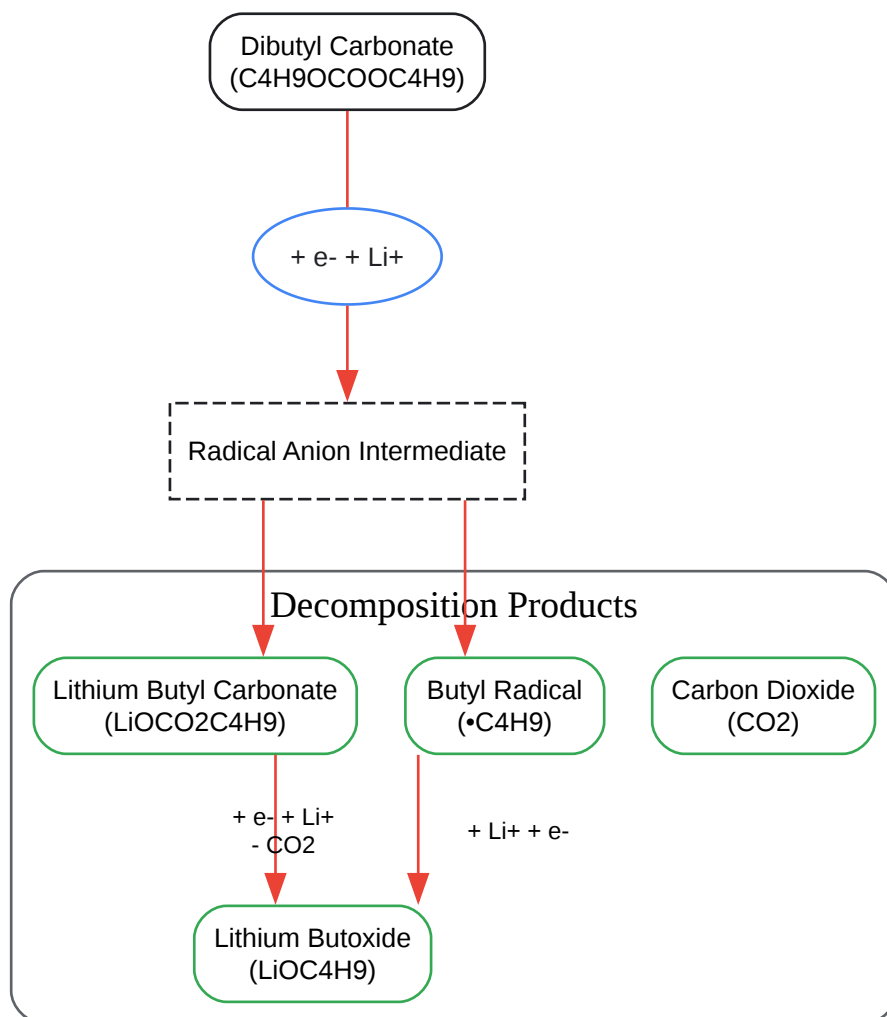 Dibutyl Carbonate
(C4H9OCOOC4H9)
+ e- + Li+
Radical Anion Intermediate
Decomposition Products
Lithium Butyl Carbonate
(LiOCO2C4H9)
Butyl Radical
(•C4H9)
Carbon Dioxide
(CO2)
+ e- + Li+
- CO2
+ Li+ + e-
Lithium Butoxide
(LiOC4H9)